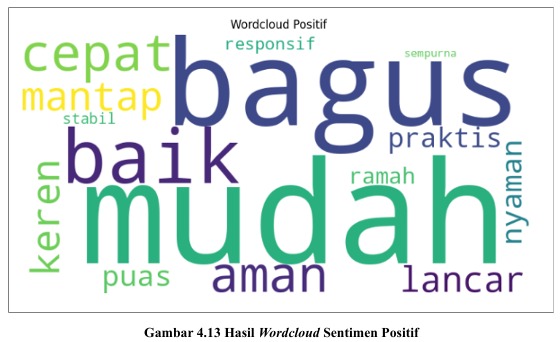 Wordcloud Positif
cepat
responsif
sempurna
bagus
mantap
stabil
praktis
baik
nyaman
keren
mudah
ramah
puas
aman
lancar
Gambar 4.13 Hasil Wordcloud Sentimen Positif